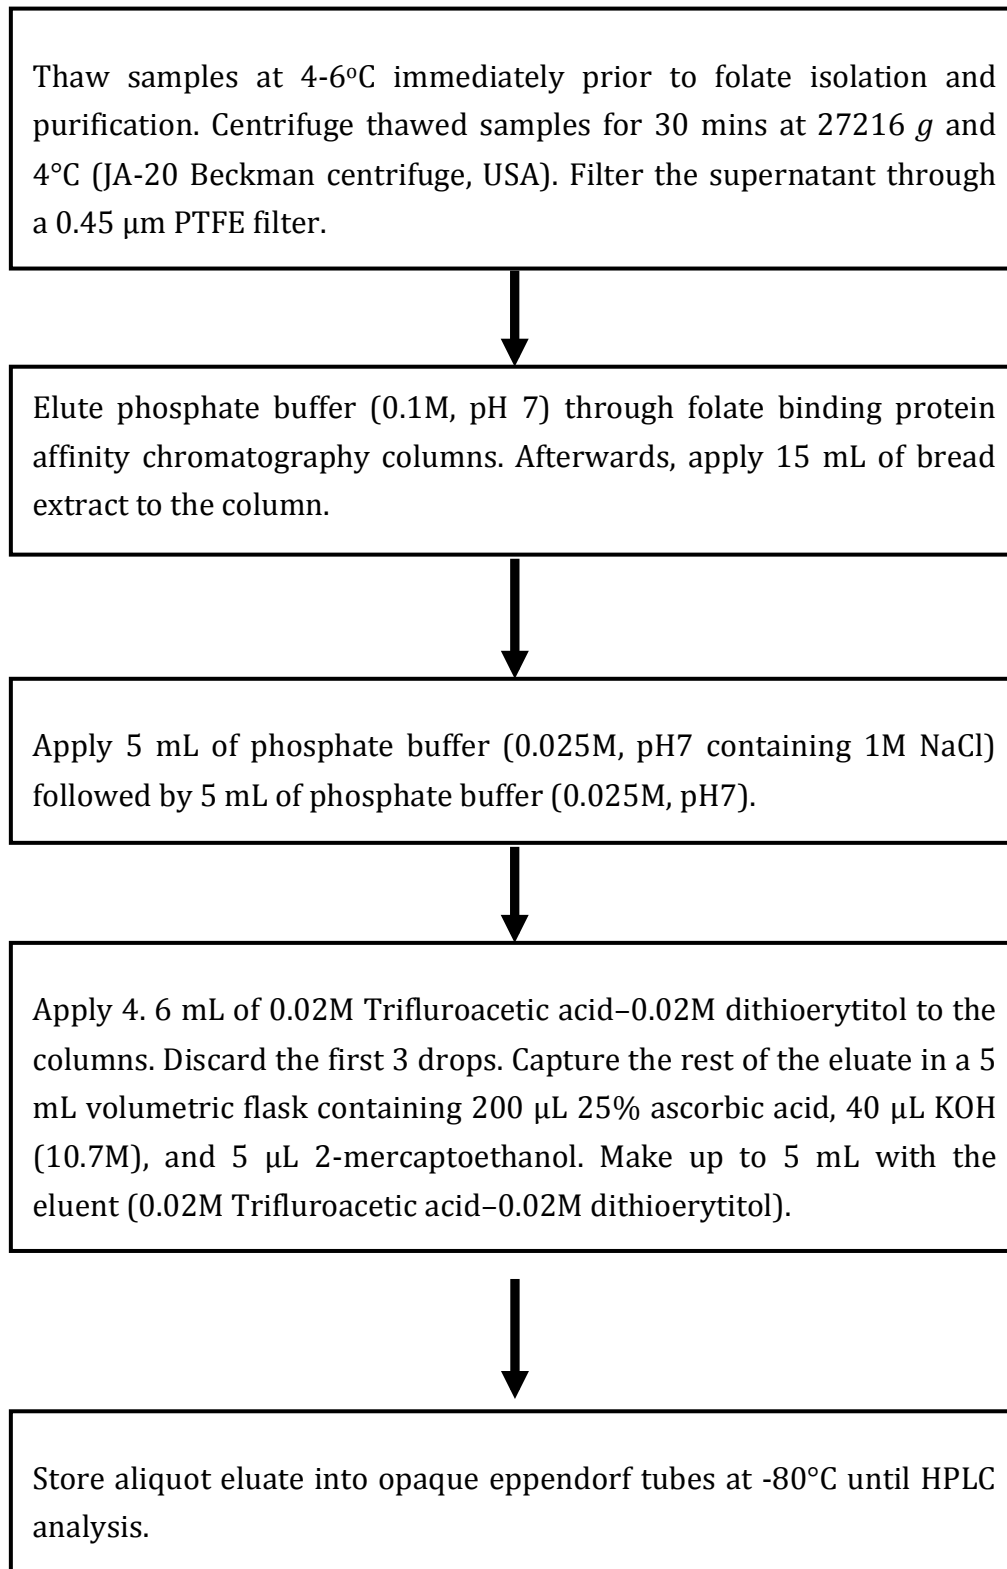 Thaw samples at 4-6oC immediately prior to folate isolation and
purification. Centrifuge thawed samples for 30 mins at 27216 g and
4°C (JA-20 Beckman centrifuge, USA). Filter the supernatant through
a 0.45 µm PTFE filter.
Elute phosphate buffer (0.1M, pH 7) through folate binding protein
affinity chromatography columns. Afterwards, apply 15 mL of bread
extract to the column.
Apply 5 mL of phosphate buffer (0.025M, pH7 containing 1M NaCl)
followed by 5 mL of phosphate buffer (0.025M, pH7).
Apply 4. 6 mL of 0.02M Trifluroacetic acid–0.02M dithioerytitol to the
columns. Discard the first 3 drops. Capture the rest of the eluate in a 5
mL volumetric flask containing 200 µL 25% ascorbic acid, 40 µL KOH
(10.7M), and 5 µL 2-mercaptoethanol. Make up to 5 mL with the
eluent (0.02M Trifluroacetic acid–0.02M dithioerytitol).
Store aliquot eluate into opaque eppendorf tubes at -80°C until HPLC
analysis.